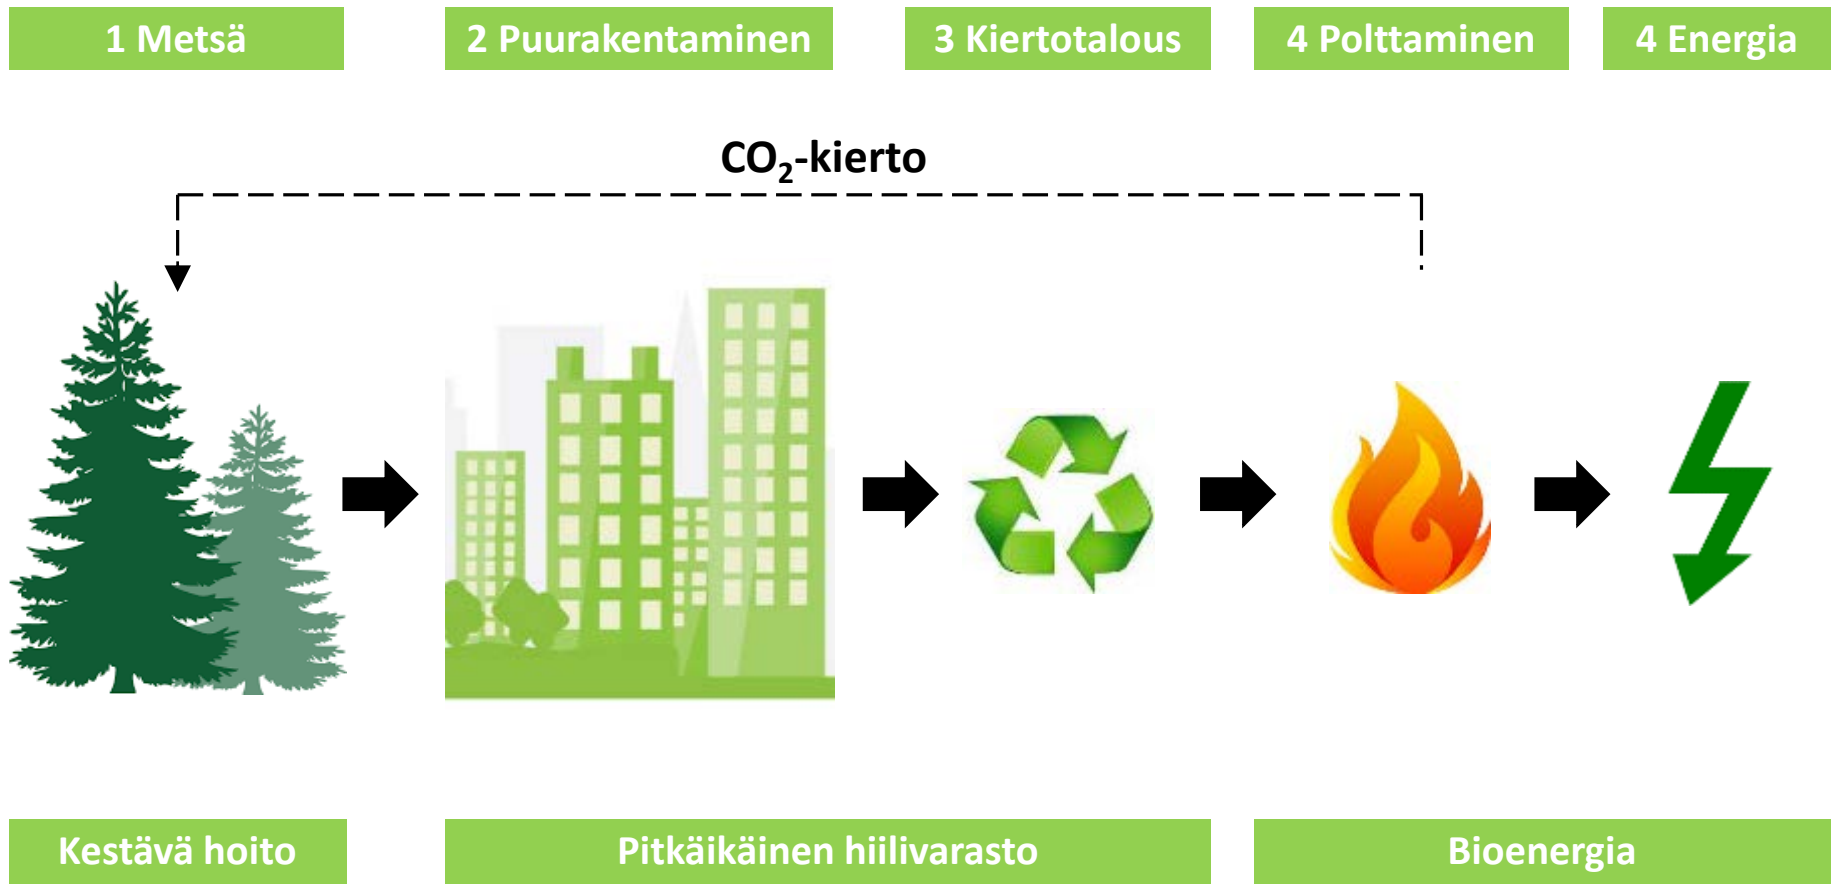 1 Metsä
2 Puurakentaminen
3 Kiertotalous
4 Polttaminen
4 Energia
CO₂-kierto
Kestävä hoito
Pitkäikäinen hiilivarasto
Bioenergia